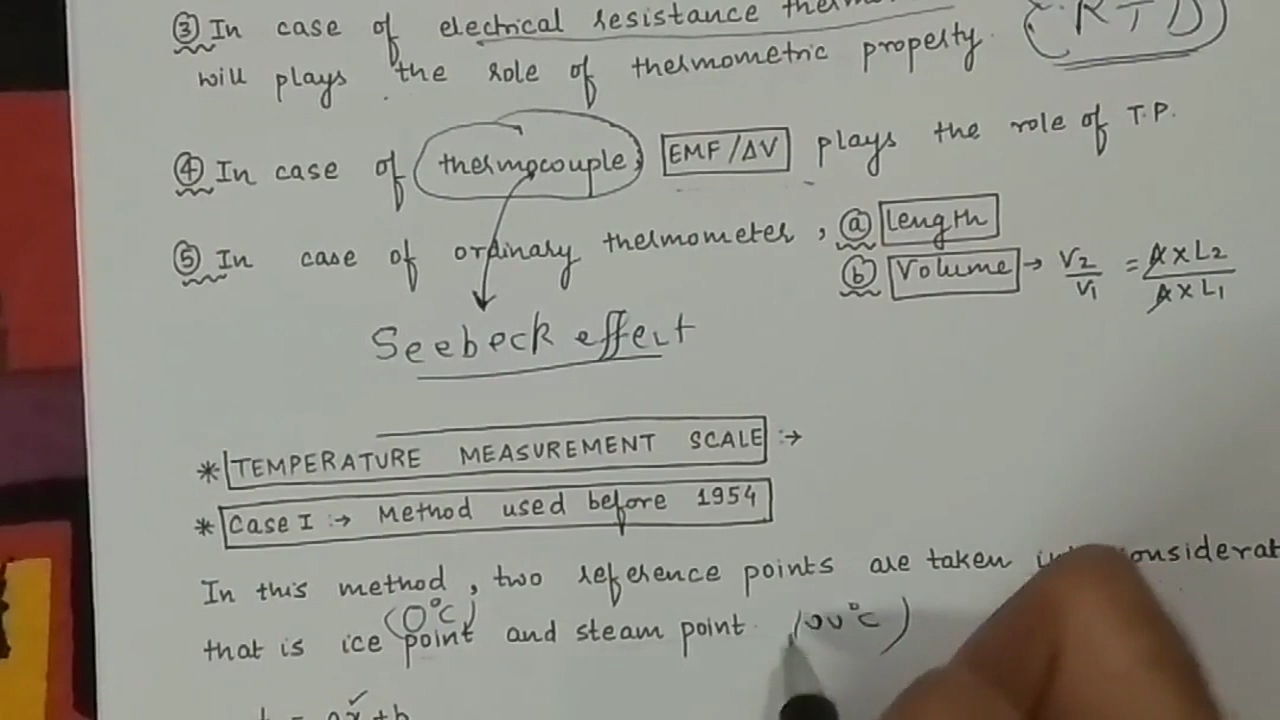 ③ In case of electrical resistance
will plays the role of thermometric property (RTD)
④ In case of thermocouple, EMF/ΔV plays the role of T.P.
⑤ In case of ordinary thermometer, ⓐ Length
ⓑ Volume → V2/V1 = A×L2/A×L1
Seebeck effect
* TEMPERATURE MEASUREMENT SCALE :→
* Case I :→ Method used before 1954
In this method, two reference points are taken
(0°C)
that is ice point and steam point (100°C)
t = ax+b